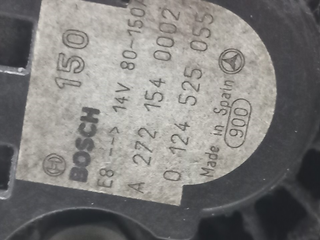 150
BOSCH
E8 --> 14V 80-150A
A 272 154 0002
0 124 525 055
Made in Spain
900